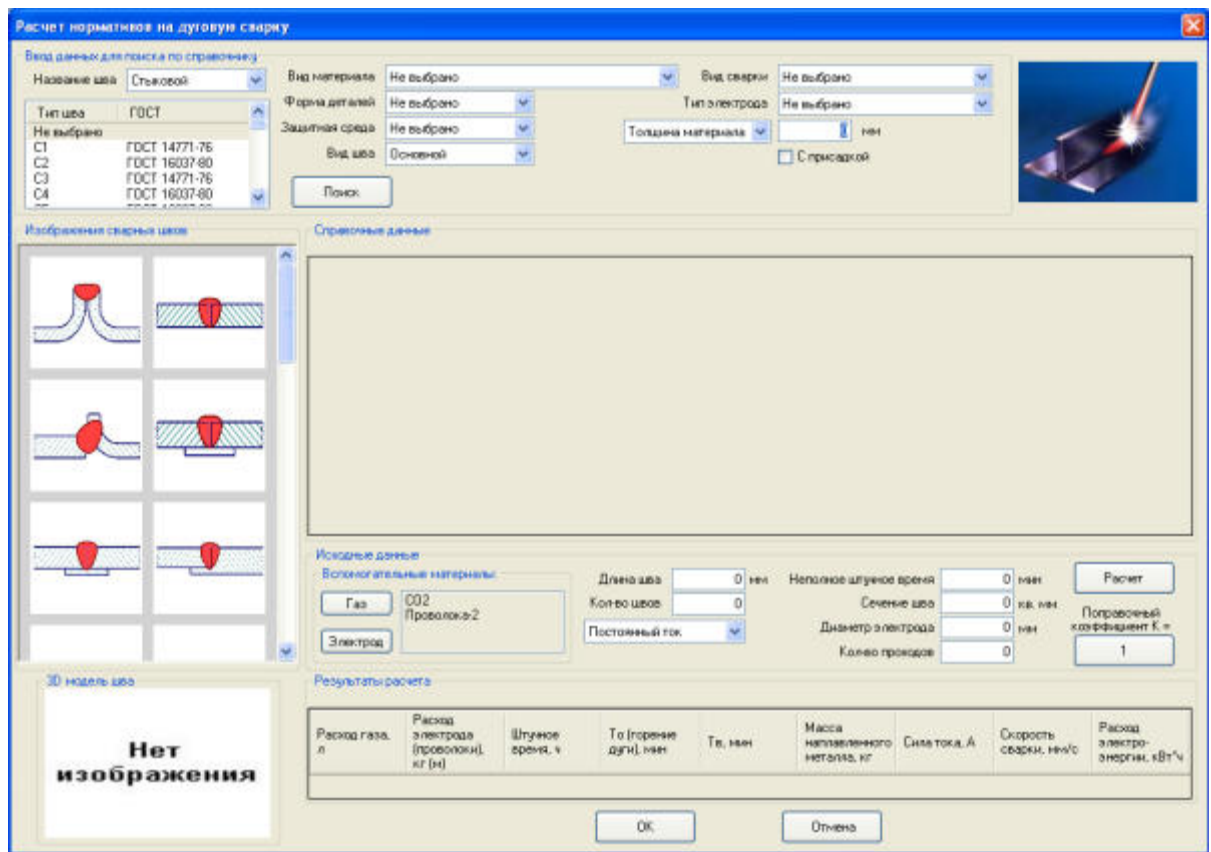 Расчет нормативов на дуговую сварку
Ввод данных для поиска по справочнику
Название шва Стыковой
Тип шва ГОСТ
Не выбрано
С1 ГОСТ 14771-76
С2 ГОСТ 16037-80
С3 ГОСТ 14771-76
С4 ГОСТ 16037-80
Вид материала Не выбрано
Форма деталей Не выбрано
Защитная среда Не выбрано
Вид шва Основной
Поиск
Вид сварки Не выбрано
Тип электрода Не выбрано
Толщина материала мм
С присадкой
Изображения сварных швов
Справочные данные
Исходные данные
Вспомогательные материалы
Газ
Электрод
CO2
Проволока-2
Длина шва 0 мм
Кол-во швов 0
Постоянный ток
Неполное штучное время 0 мин
Сечение шва 0 кв. мм
Диаметр электрода 0 мм
Кол-во проходов 0
Расчет
Поправочный
коэффициент К =
1
3D модель шва
Нет
изображения
Результаты расчета
Расход газа,
л
Расход
электрода
(проволоки),
кг (м)
Штучное
время, ч
То (горение
дуги), мин
Тв, мин
Масса
наплавленного
металла, кг
Сила тока, А
Скорость
сварки, мм/с
Расход
электро-
энергии, кВт*ч
OK
Отмена